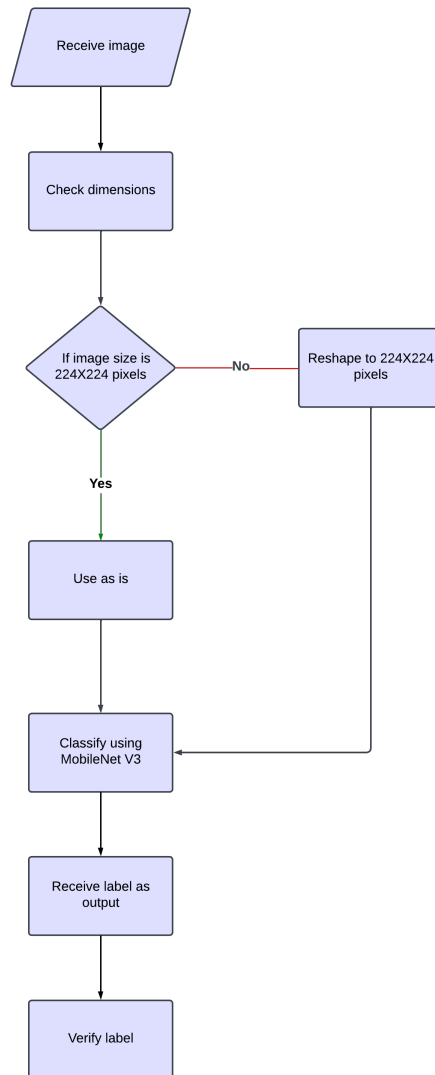 Receive image
Check dimensions
If image size is
224X224 pixels
No
Reshape to 224X224
pixels
Yes
Use as is
Classify using
MobileNet V3
Receive label as
output
Verify label